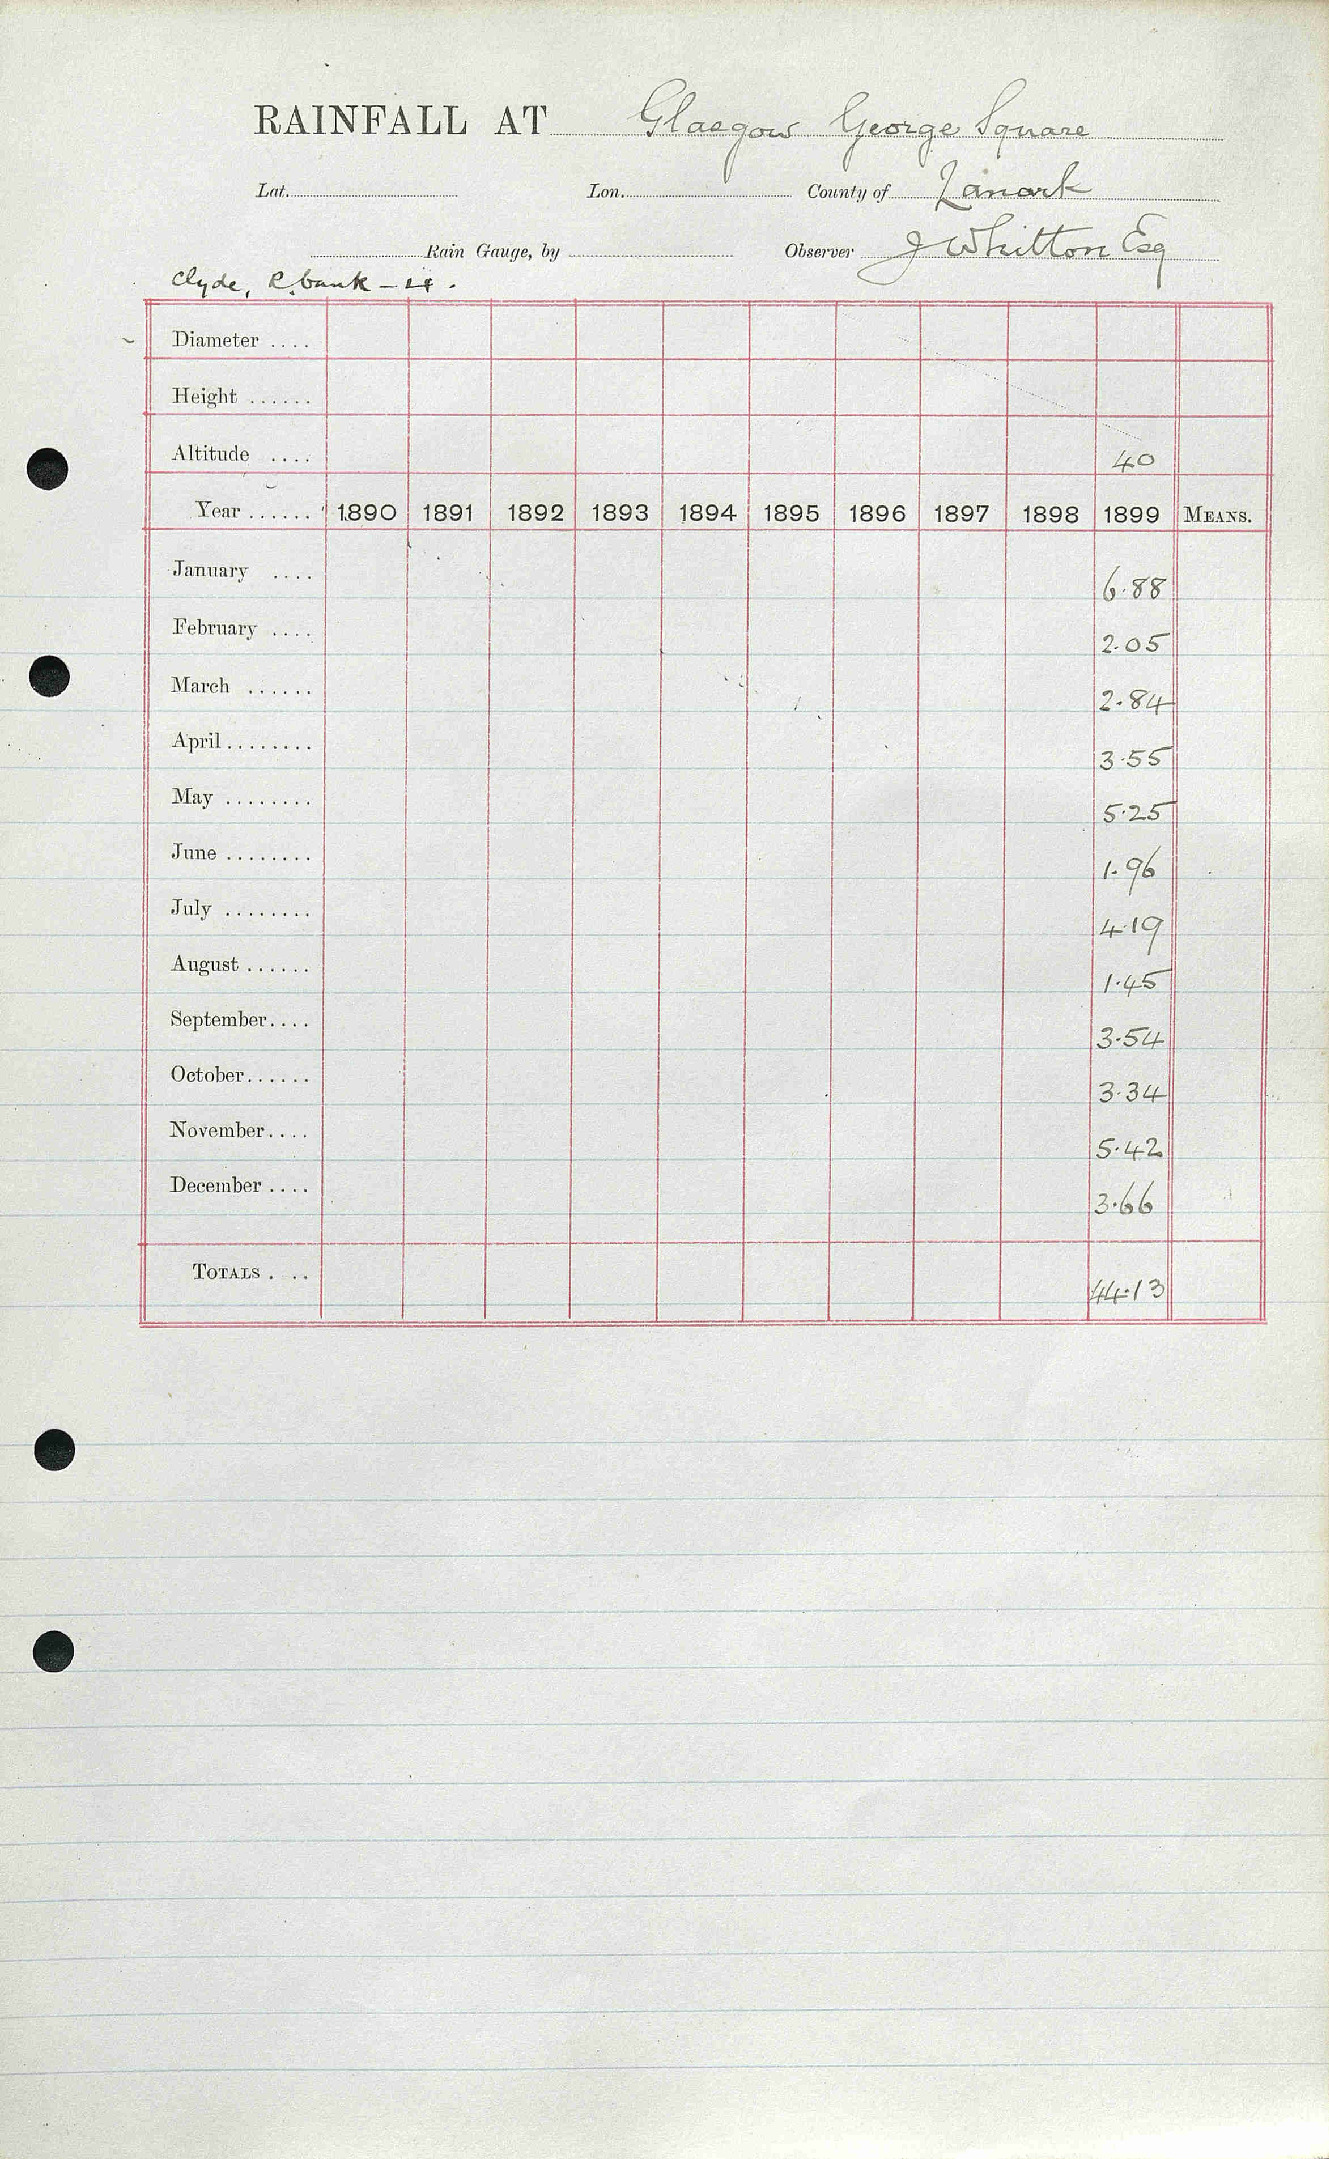 RAINFALL AT Glasgow George Square
Lat. Lon. County of Lanark
Rain Gauge, by Observer J Whitton Esq
Clyde, R. bank
Diameter ....
Height ......
Altitude .... 40
Year ...... 1890 1891 1892 1893 1894 1895 1896 1897 1898 1899 MEANS.
January .... 6.88
February .... 2.05
March ...... 2.84
April ........ 3.55
May ........ 5.25
June ........ 1.96
July ........ 4.19
August ...... 1.45
September.... 3.54
October...... 3.34
November.... 5.42
December .... 3.66
TOTALS . .. 44.13